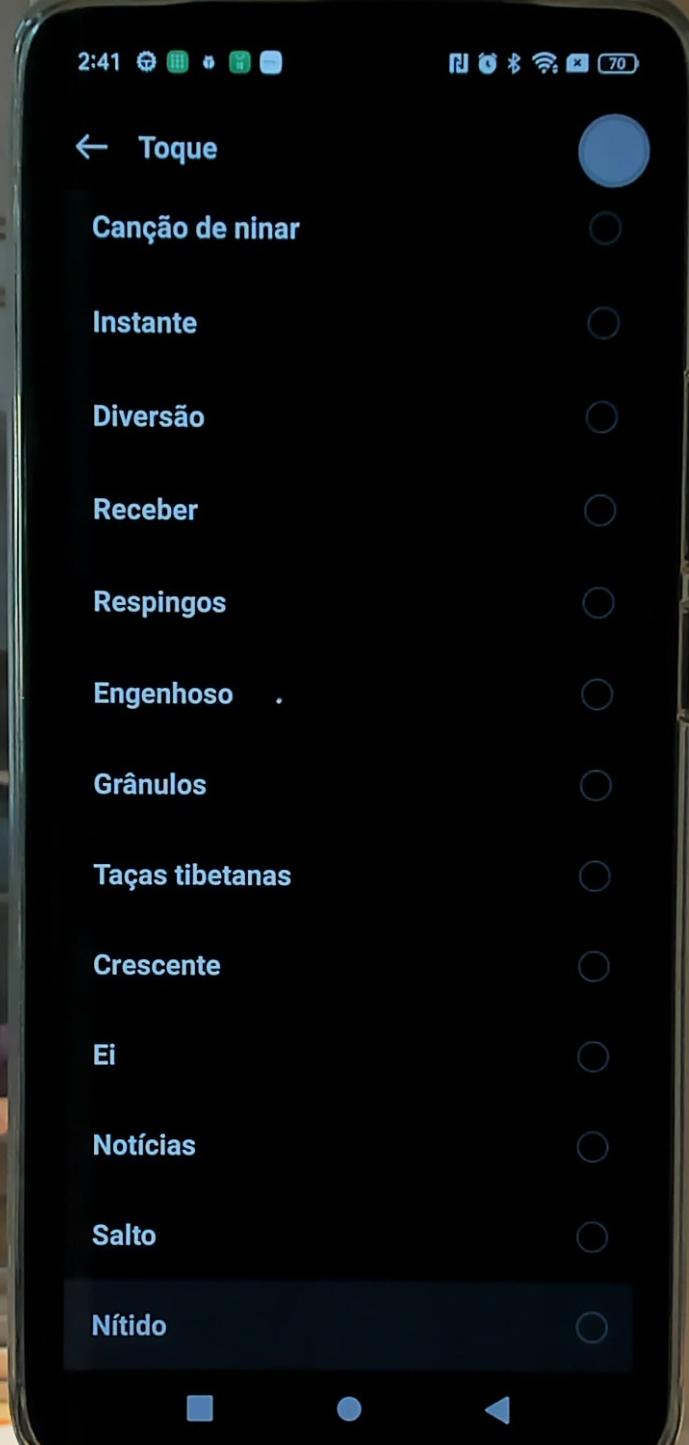 2:41
70
Toque
Canção de ninar
Instante
Diversão
Receber
Respingos
Engenhoso
Grânulos
Taças tibetanas
Crescente
Ei
Notícias
Salto
Nítido